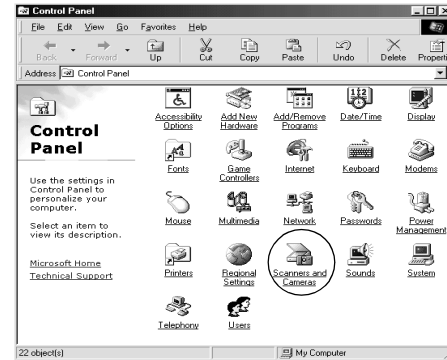 Control Panel
File Edit View Go Favorites Help
Back Forward Up Cut Copy Paste Undo Delete Properti
Address Control Panel
Control
Panel
Use the settings in
Control Panel to
personalize your
computer.
Select an item to
view its description.
Microsoft Home
Technical Support
Accessibility
Options
Add New
Hardware
Add/Remove
Programs
Date/Time
Display
Fonts
Game
Controllers
Internet
Keyboard
Modems
Mouse
Multimedia
Network
Passwords
Power
Management
Printers
Regional
Settings
Scanners and
Cameras
Sounds
System
Telephony
Users
22 object(s) My Computer